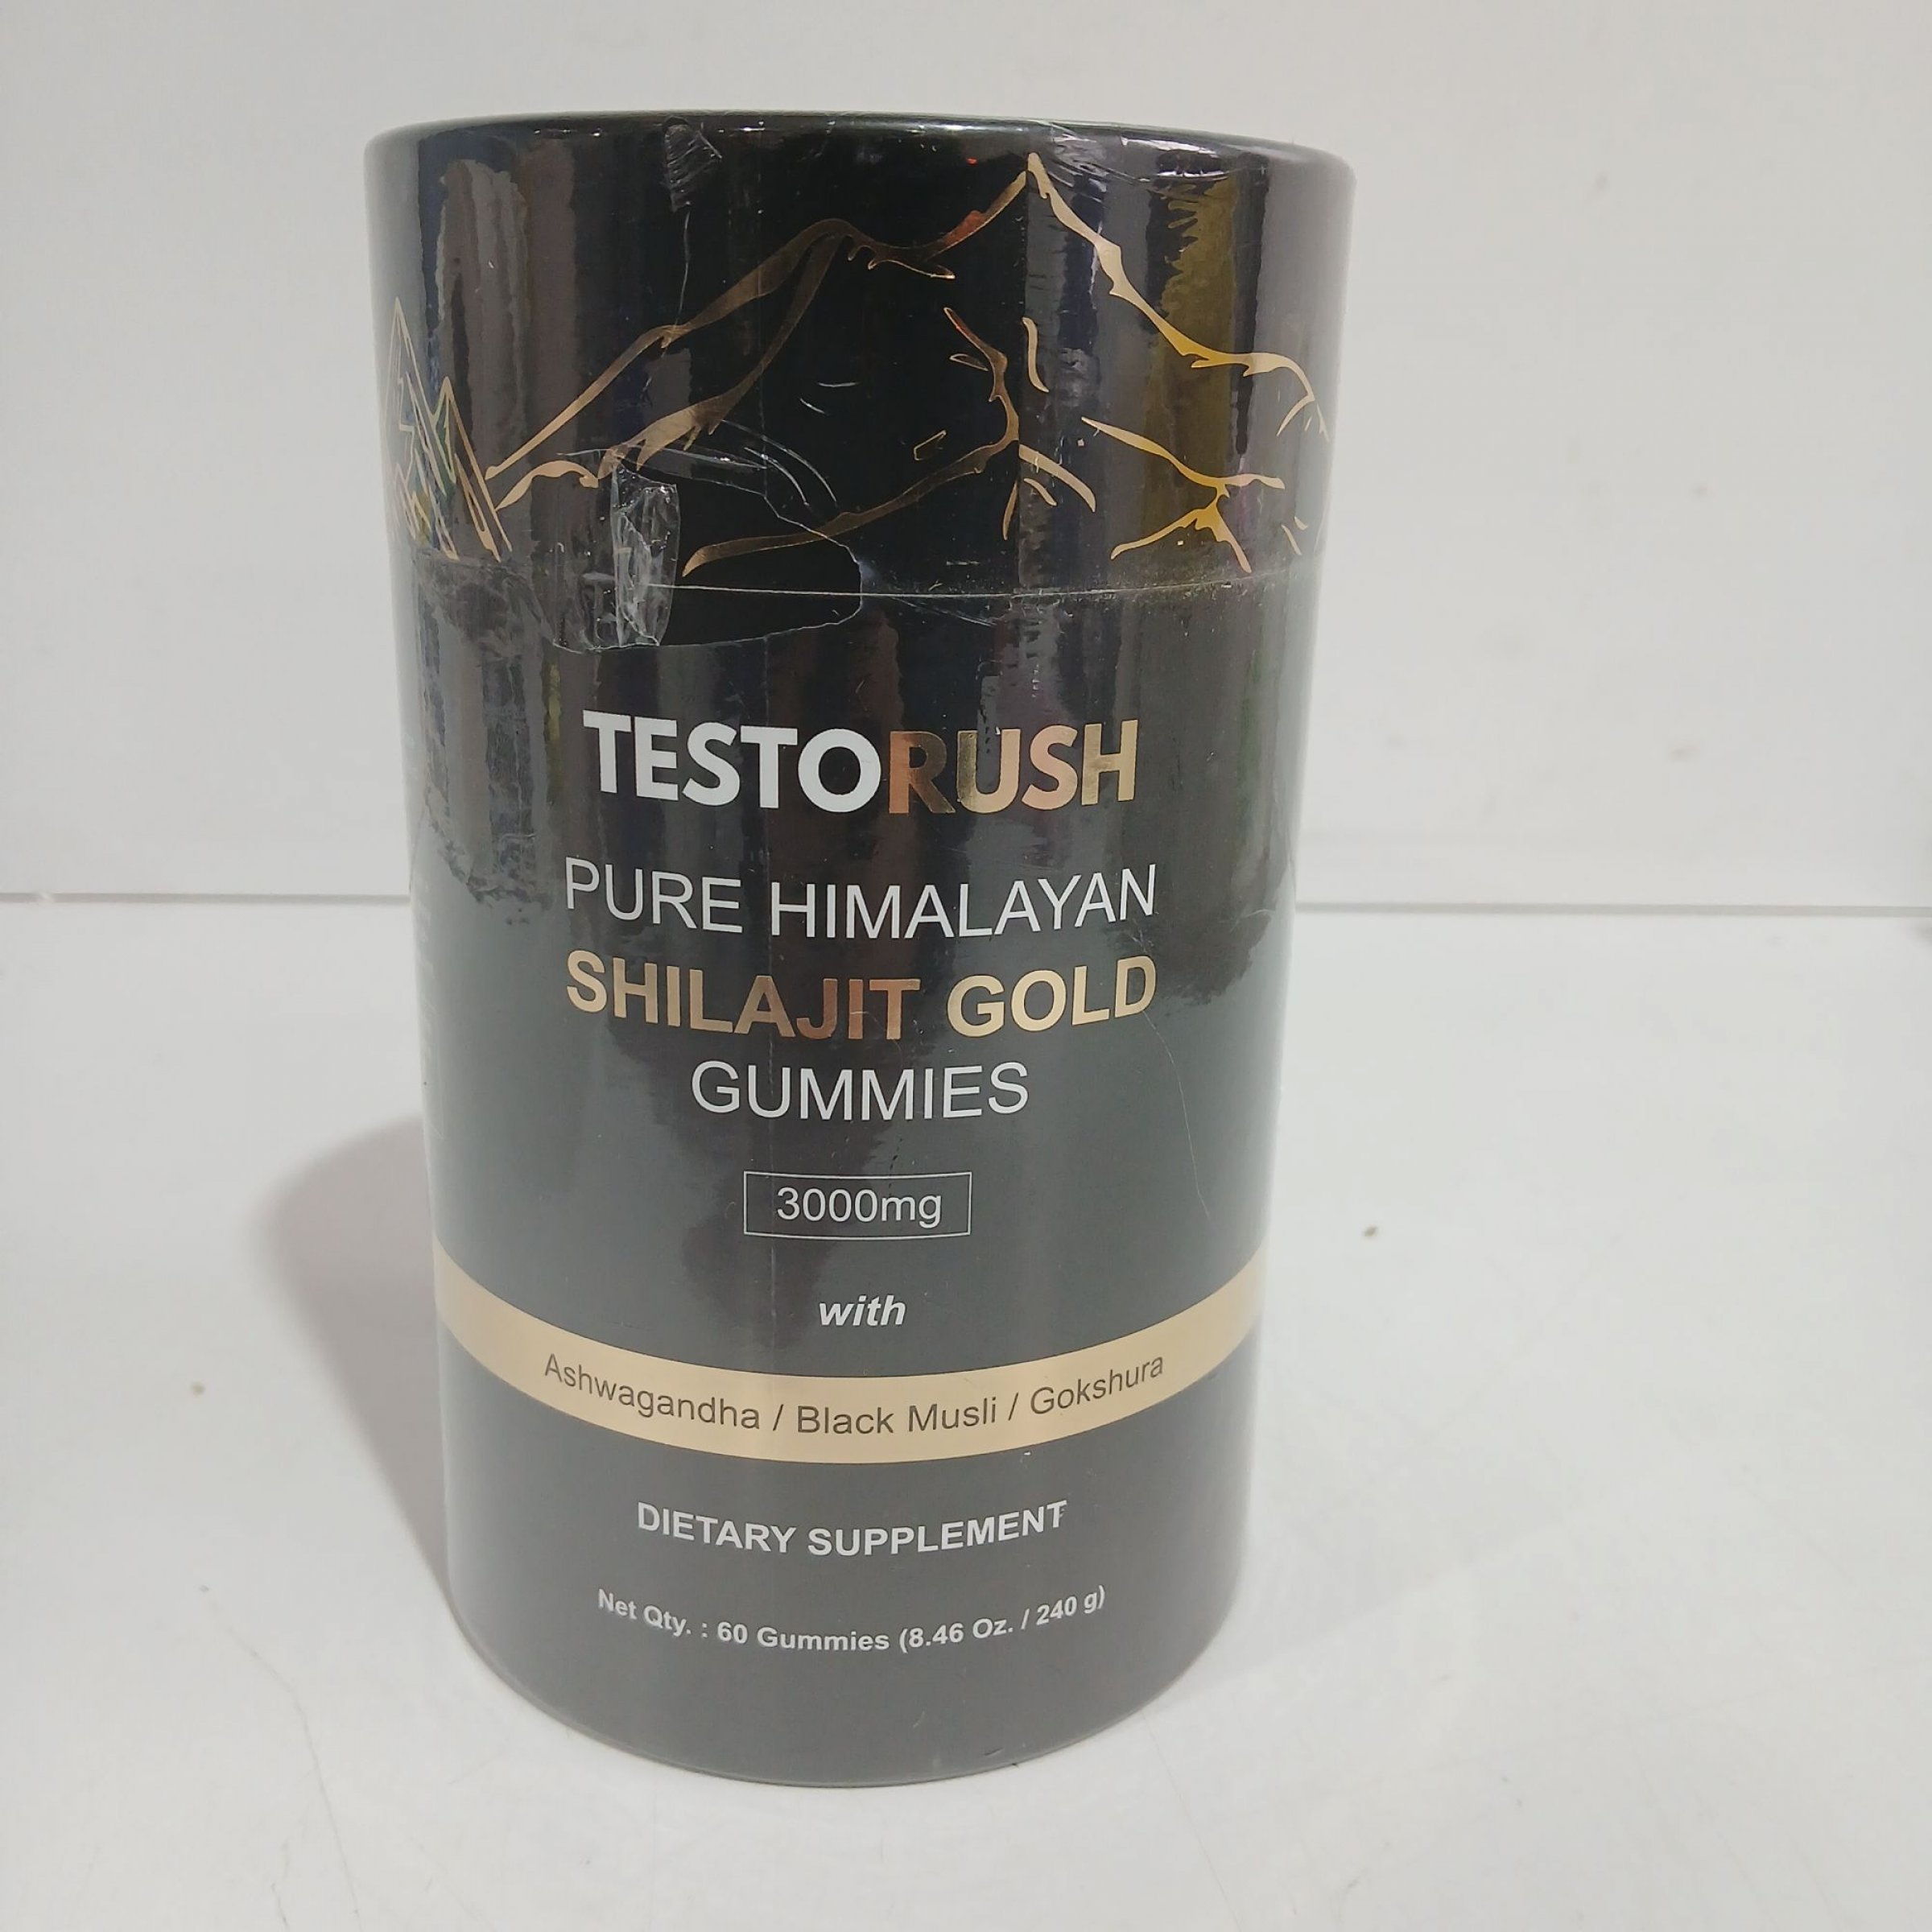 TESTORUSH
PURE HIMALAYAN
SHILAJIT GOLD
GUMMIES
3000mg
with
Ashwagandha / Black Musli / Gokshura
DIETARY SUPPLEMENT
Net Qty. : 60 Gummies (8.46 Oz. / 240 g)